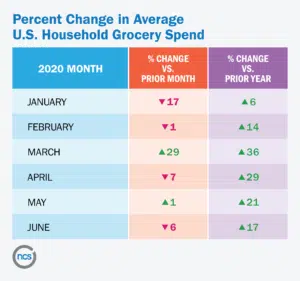 Percent Change in Average
U.S. Household Grocery Spend
2020 MONTH
% CHANGE
VS.
PRIOR MONTH
% CHANGE
VS.
PRIOR YEAR
JANUARY ▼17 ▲6
FEBRUARY ▼1 ▲14
MARCH ▲29 ▲36
APRIL ▼7 ▲29
MAY ▲1 ▲21
JUNE ▼6 ▲17
ncs